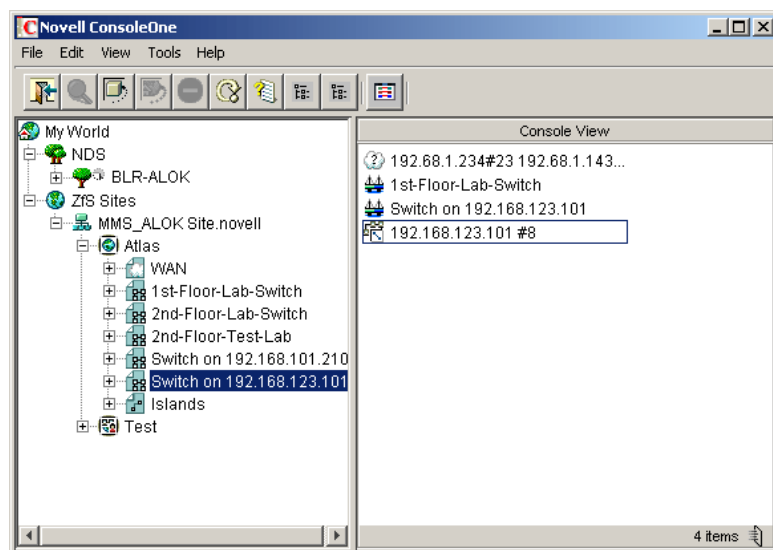 Novell ConsoleOne
File Edit View Tools Help
My World
NDS
BLR-ALOK
ZfS Sites
MMS_ALOK Site.novell
Atlas
WAN
1st-Floor-Lab-Switch
2nd-Floor-Lab-Switch
2nd-Floor-Test-Lab
Switch on 192.168.101.210
Switch on 192.168.123.101
Islands
Test
Console View
192.68.1.234#23 192.68.1.143...
1st-Floor-Lab-Switch
Switch on 192.168.123.101
192.168.123.101 #8
4 items